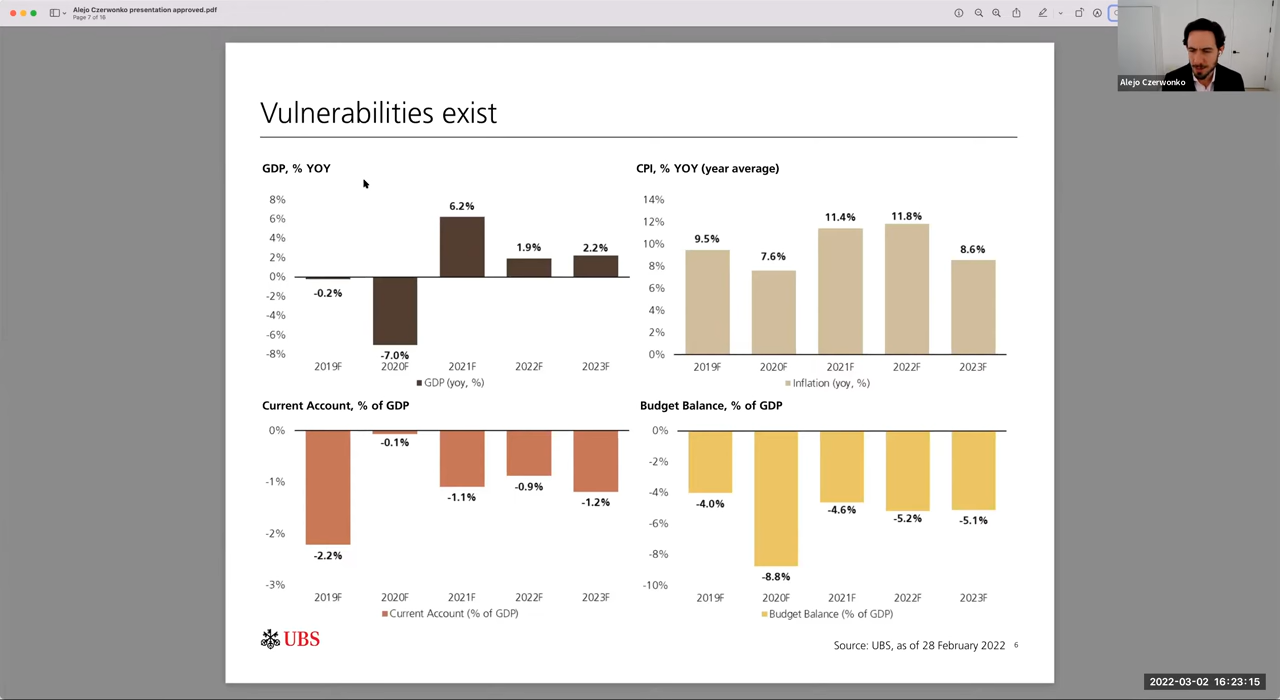 Alejo Czerwonko presentation approved.pdf
Page 7 of 18
Alejo Czerwonko
Vulnerabilities exist
GDP, % YOY
8%
6%
4%
2%
0%
-2%
-4%
-6%
-8%
-0.2%
-7.0%
6.2%
1.9%
2.2%
2019F 2020F 2021F 2022F 2023F
GDP (yoy, %)
CPI, % YOY (year average)
14%
12%
10%
8%
6%
4%
2%
0%
9.5%
7.6%
11.4%
11.8%
8.6%
2019F 2020F 2021F 2022F 2023F
Inflation (yoy, %)
Current Account, % of GDP
0%
-1%
-2%
-3%
-2.2%
-0.1%
-1.1%
-0.9%
-1.2%
2019F 2020F 2021F 2022F 2023F
Current Account (% of GDP)
Budget Balance, % of GDP
0%
-2%
-4%
-6%
-8%
-10%
-4.0%
-8.8%
-4.6%
-5.2%
-5.1%
2019F 2020F 2021F 2022F 2023F
Budget Balance (% of GDP)
UBS
Source: UBS, as of 28 February 2022 6
2022-03-02 16:23:15